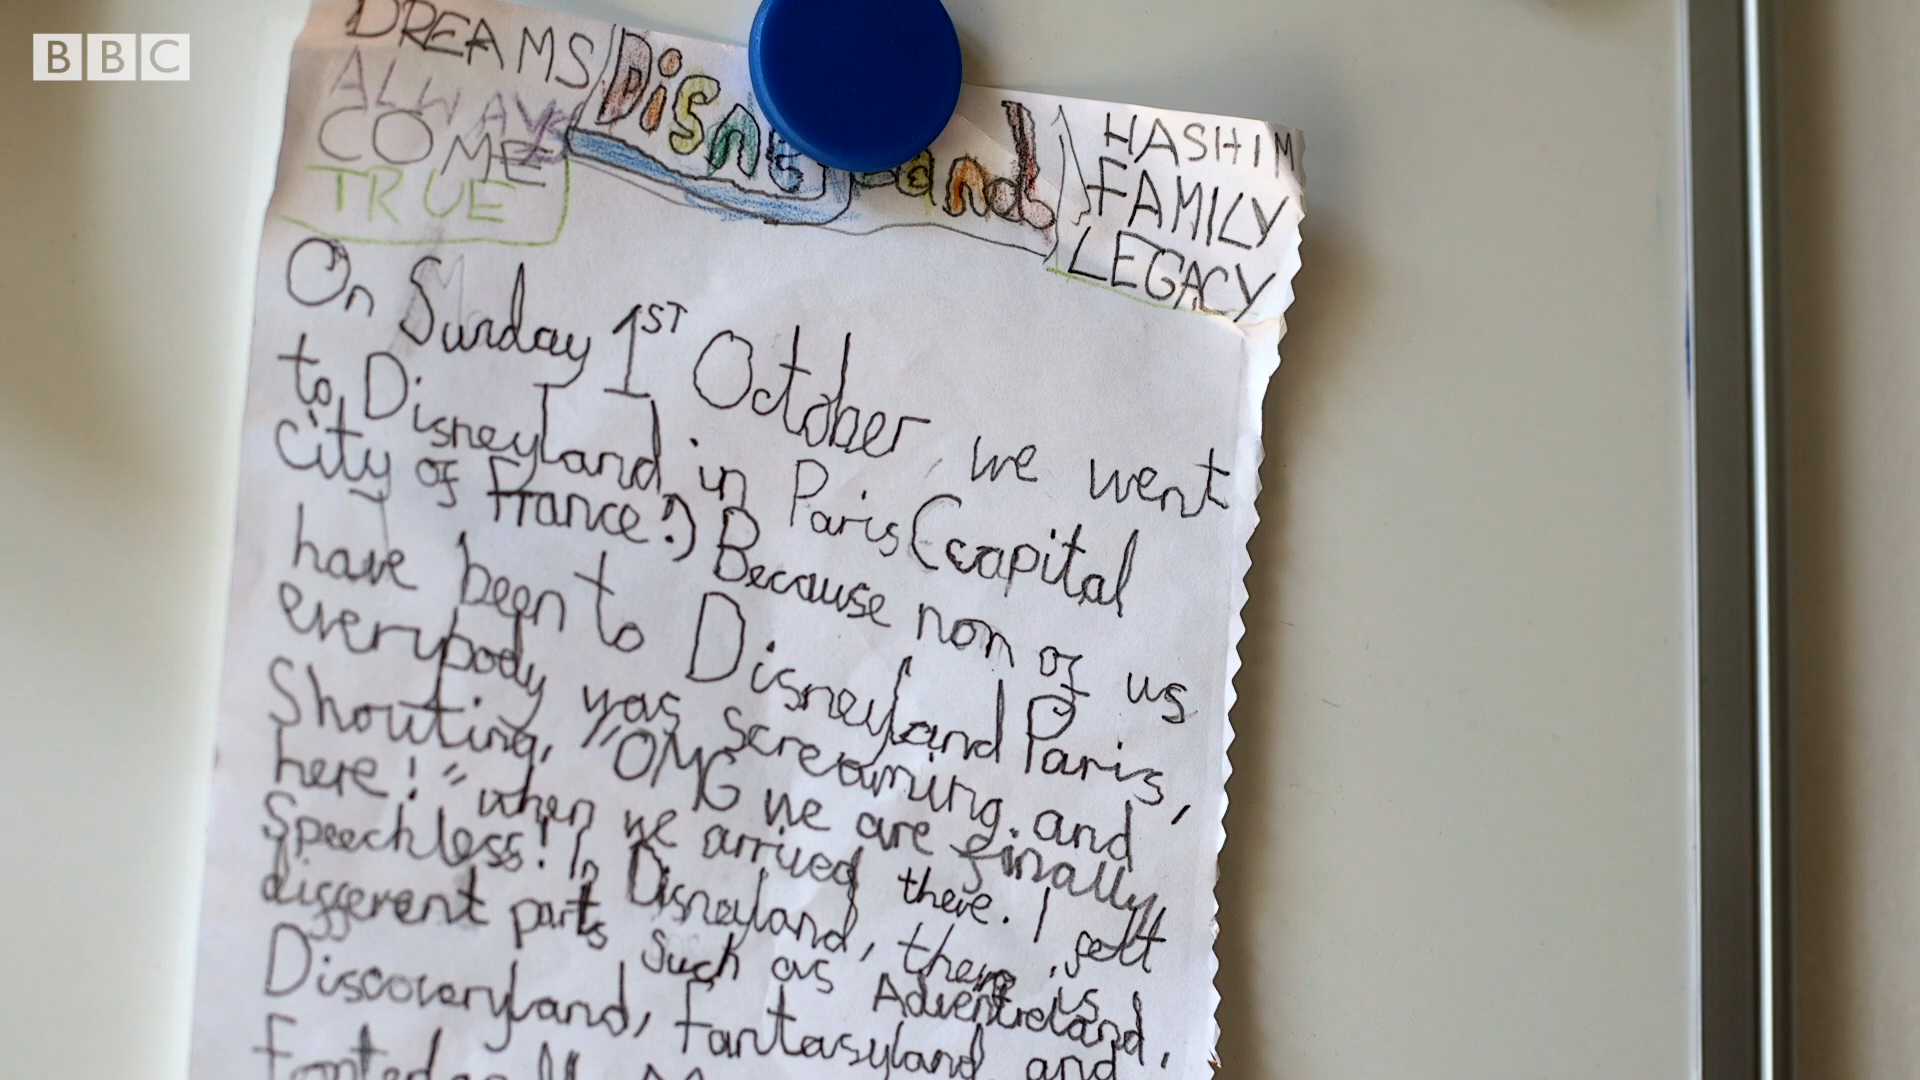 BBC
DREAMS
ALWAYS
COME
TRUE
Disne
and
HASHIM
FAMILY
LEGACY
On Sunday 1ST October, we went
to Disneyland in Paris (capital
city of France!) Because non of us
have been to Disneyland Paris,
everybody was screaming and
Shouting, "OMG we are finally
here!" when we arrived there. I felt
Speechless! In Disneyland, there is
different parts such as Adventureland,
Discoveryland, Fantasyland and